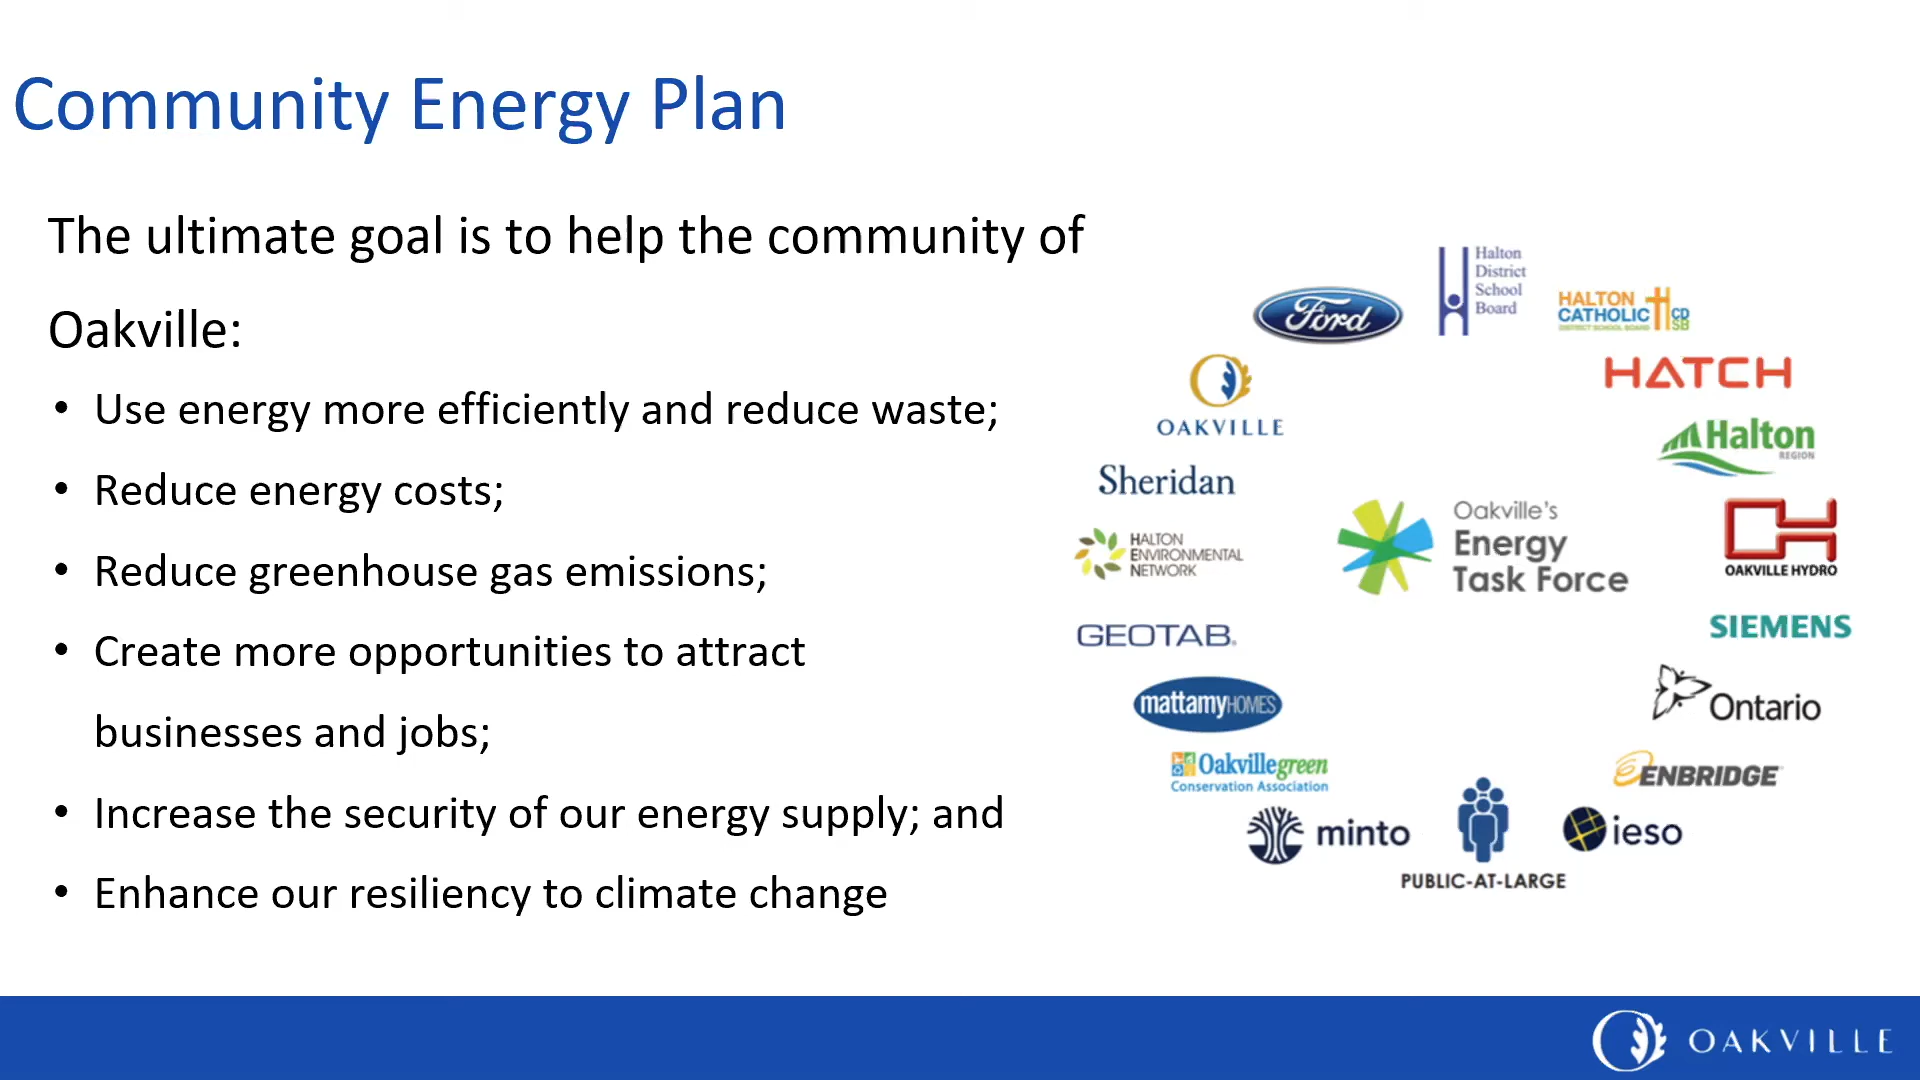 Community Energy Plan
The ultimate goal is to help the community of
Oakville:
• Use energy more efficiently and reduce waste;
• Reduce energy costs;
• Reduce greenhouse gas emissions;
• Create more opportunities to attract
businesses and jobs;
• Increase the security of our energy supply; and
• Enhance our resiliency to climate change
Halton
District
School
Board
Ford
HALTON
CATHOLIC CD
SB
DISTRICT SCHOOL BOARD
OAKVILLE
HATCH
Halton
REGION
Sheridan
Oakville's
Energy
Task Force
HALTON
ENVIRONMENTAL
NETWORK
OAKVILLE HYDRO
GEOTAB®
SIEMENS
mattamyHOMES
Ontario
Oakvillegreen
Conservation Association
ENBRIDGE™
minto
ieso
PUBLIC-AT-LARGE
OAKVILLE